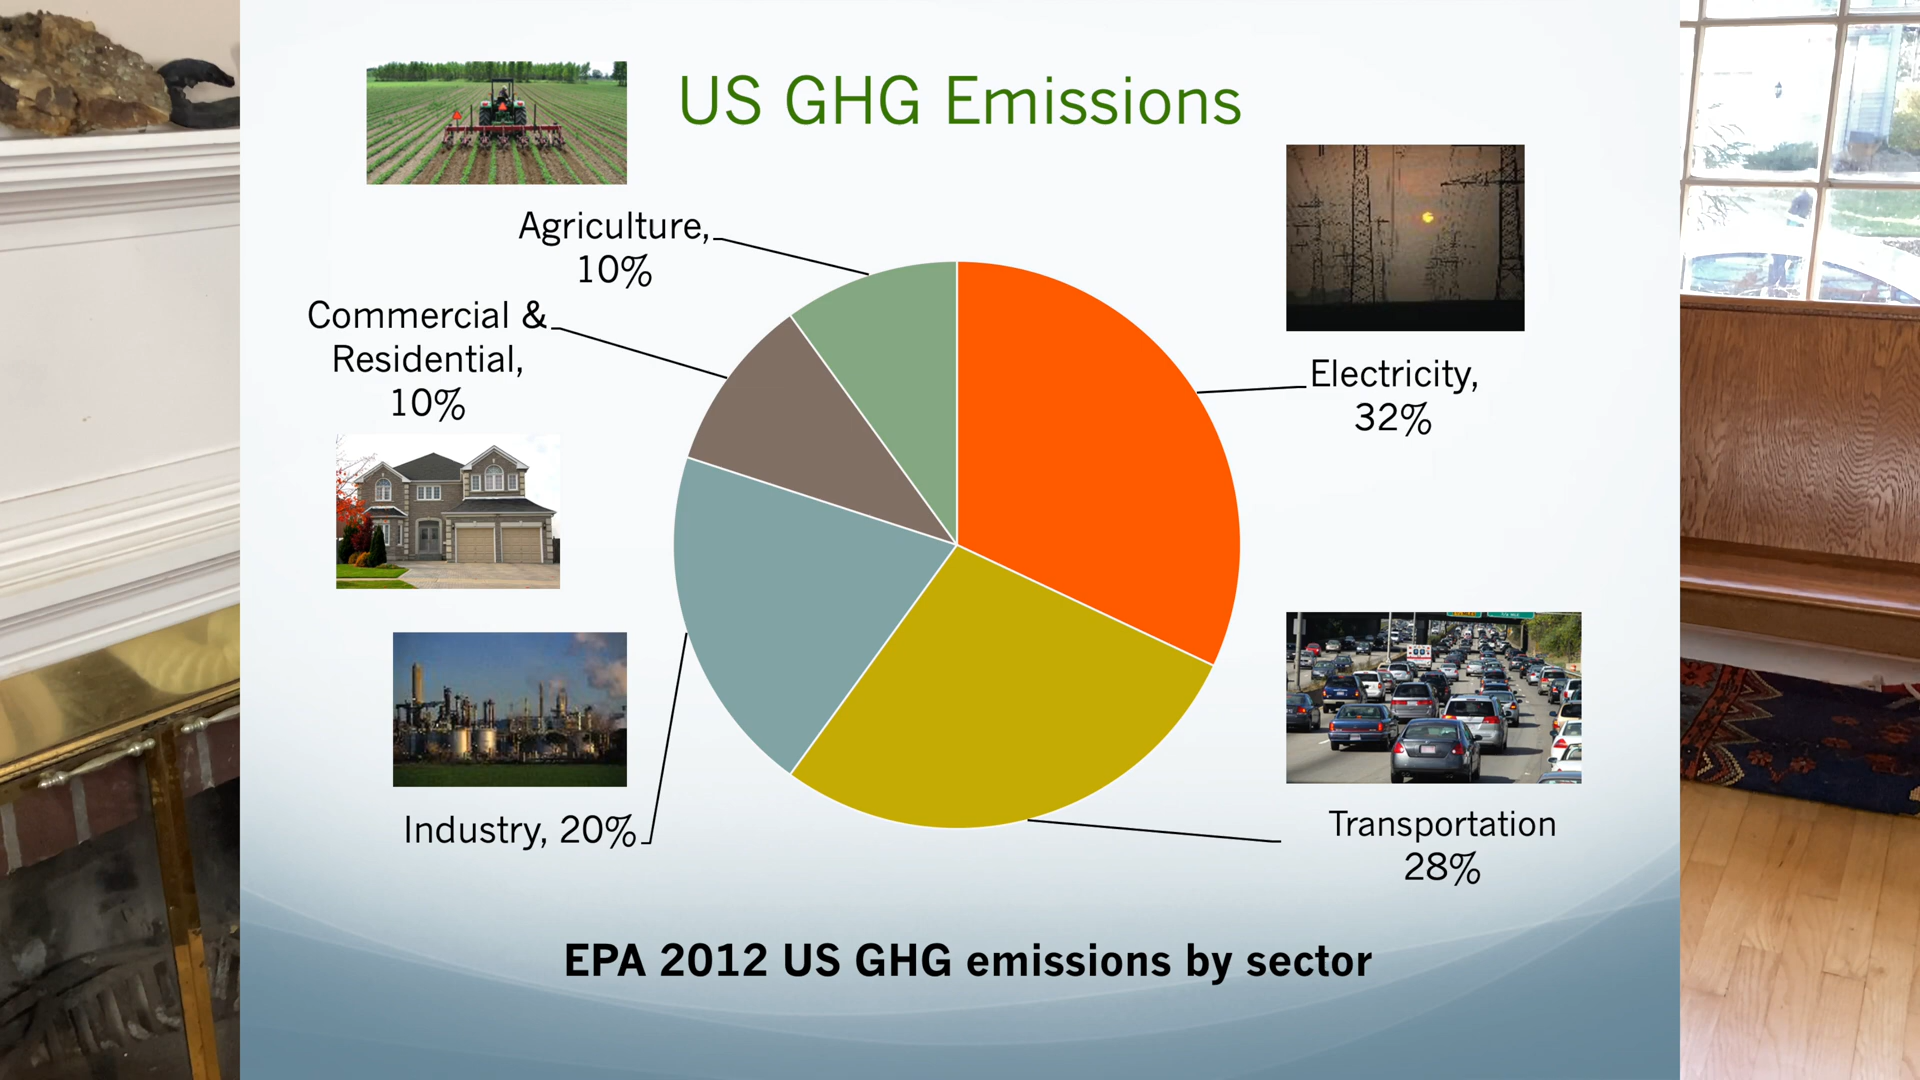 US GHG Emissions
Agriculture,
10%
Commercial &
Residential,
10%
Electricity,
32%
Industry, 20%
Transportation
28%
EPA 2012 US GHG emissions by sector